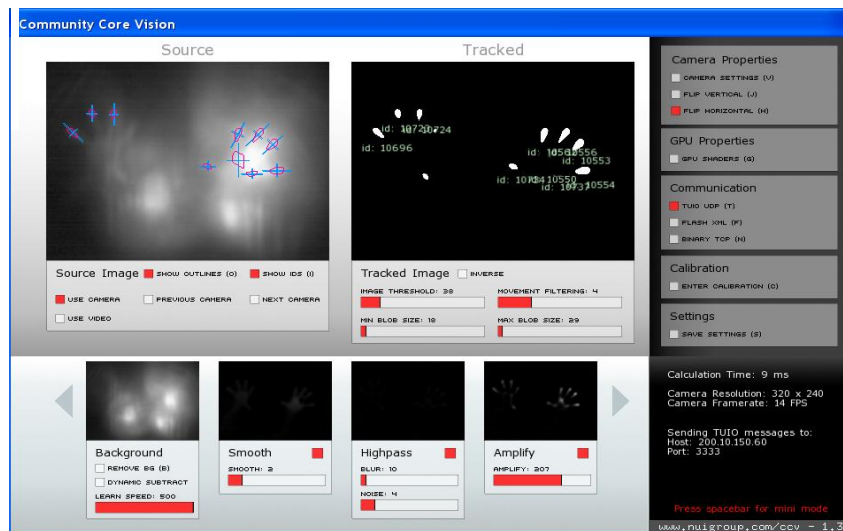 Community Core Vision
Source
Tracked
id: 10696
id: 10553
id: 10554
Source Image
SHOW OUTLINES (O)
SHOW IDS (I)
USE CAMERA
PREVIOUS CAMERA
NEXT CAMERA
USE VIDEO
Tracked Image
INVERSE
IMAGE THRESHOLD: 38
MOVEMENT FILTERING: 4
MIN BLOB SIZE: 18
MAX BLOB SIZE: 29
Camera Properties
CAMERA SETTINGS (V)
FLIP VERTICAL (J)
FLIP HORIZONTAL (H)
GPU Properties
GPU SHADERS (G)
Communication
TUIO UDP (T)
FLASH XML (F)
BINARY TCP (N)
Calibration
ENTER CALIBRATION (C)
Settings
SAVE SETTINGS (S)
Background
REMOVE BG (B)
DYNAMIC SUBTRACT
LEARN SPEED: 500
Smooth
SMOOTH: 2
Highpass
BLUR: 10
NOISE: 4
Amplify
AMPLIFY: 207
Calculation Time: 9 ms
Camera Resolution: 320 x 240
Camera Framerate: 14 FPS
Sending TUIO messages to:
Host: 200.10.150.60
Port: 3333
Press spacebar for mini mode
www.nuigroup.com/ccv - 1.3